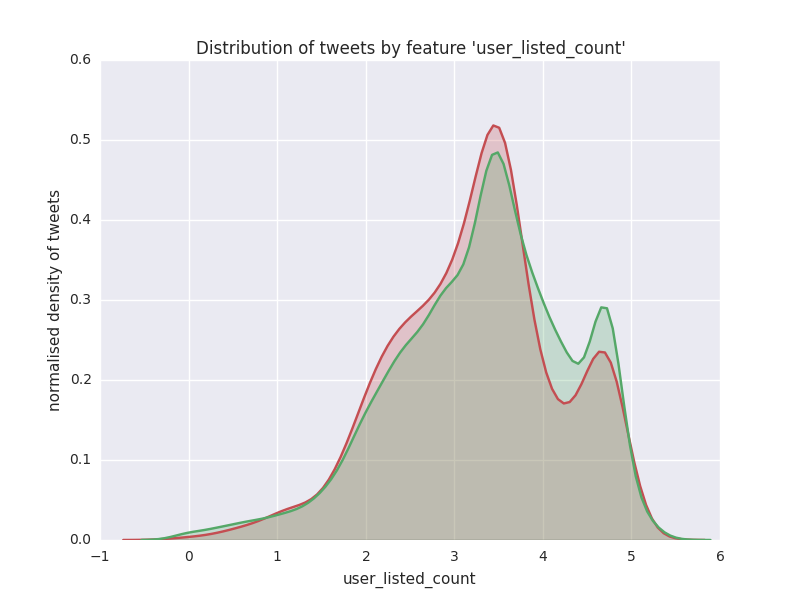 Distribution of tweets by feature 'user_listed_count'
0.6
0.5
0.4
0.3
0.2
0.1
0.0
normalised density of tweets
−1 0 1 2 3 4 5 6
user_listed_count